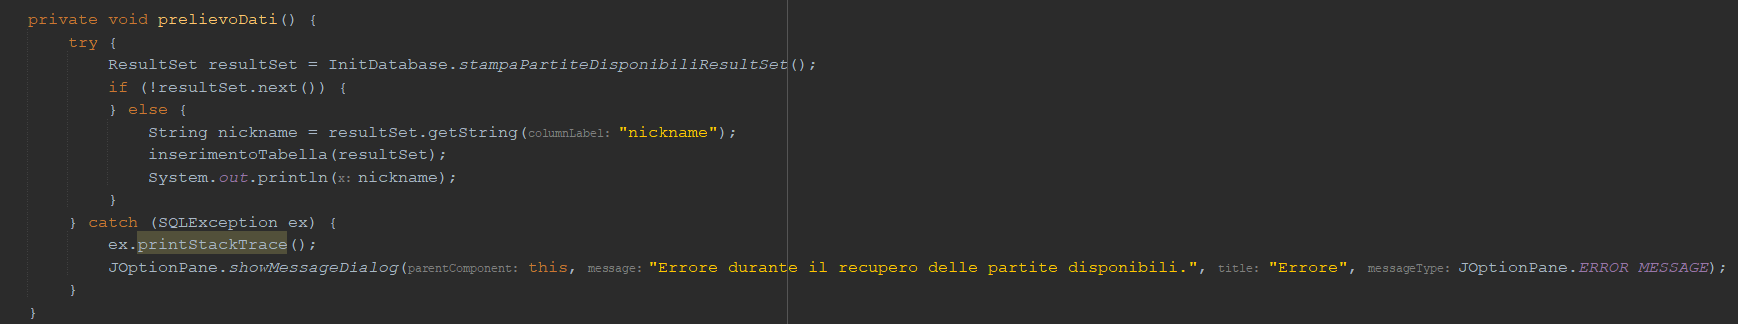 private void prelievoDati() {
try {
ResultSet resultSet = InitDatabase.stampaPartiteDisponibiliResultSet();
if (!resultSet.next()) {
} else {
String nickname = resultSet.getString(columnLabel: "nickname");
inserimentoTabella(resultSet);
System.out.println(x: nickname);
}
} catch (SQLException ex) {
ex.printStackTrace();
JOptionPane.showMessageDialog(parentComponent: this, message: "Errore durante il recupero delle partite disponibili.", title: "Errore", messageType: JOptionPane.ERROR_MESSAGE);
}
}